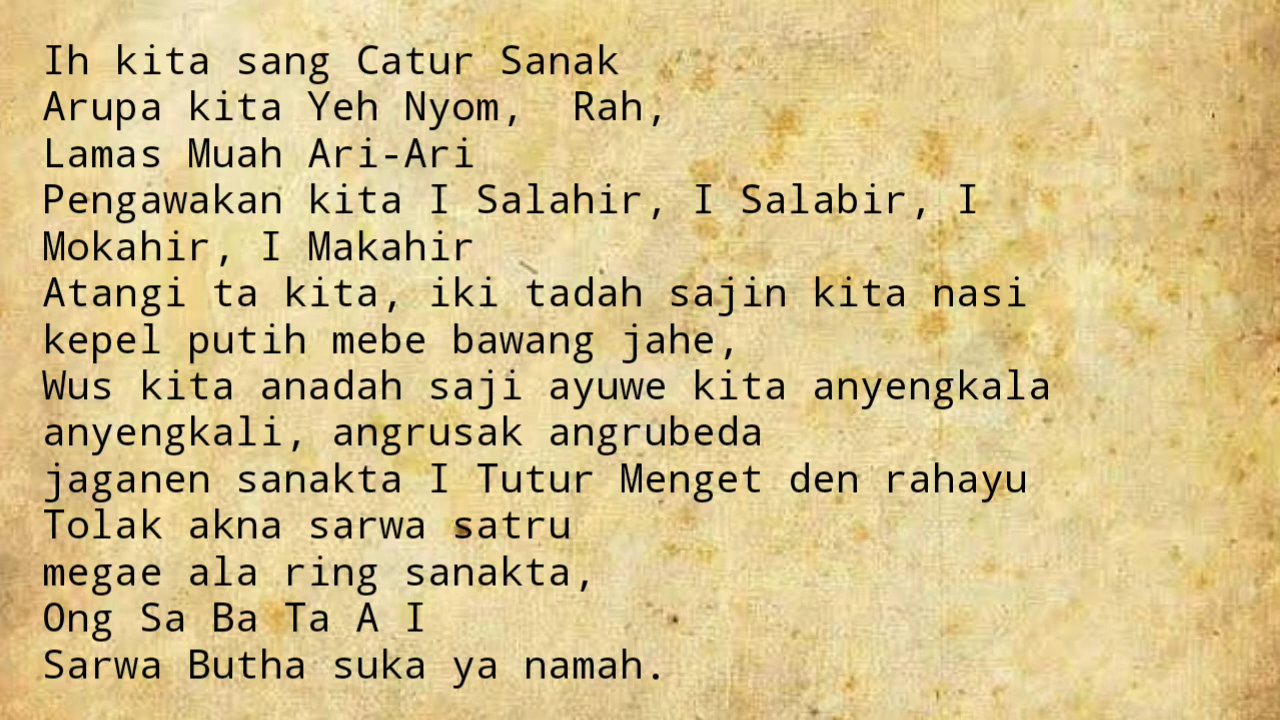 Ih kita sang Catur Sanak
Arupa kita Yeh Nyom,  Rah,
Lamas Muah Ari-Ari
Pengawakan kita I Salahir, I Salabir, I
Mokahir, I Makahir
Atangi ta kita, iki tadah sajin kita nasi
kepel putih mebe bawang jahe,
Wus kita anadah saji ayuwe kita anyengkala
anyengkali, angrusak angrubeda
jaganen sanakta I Tutur Menget den rahayu
Tolak akna sarwa satru
megae ala ring sanakta,
Ong Sa Ba Ta A I
Sarwa Butha suka ya namah.